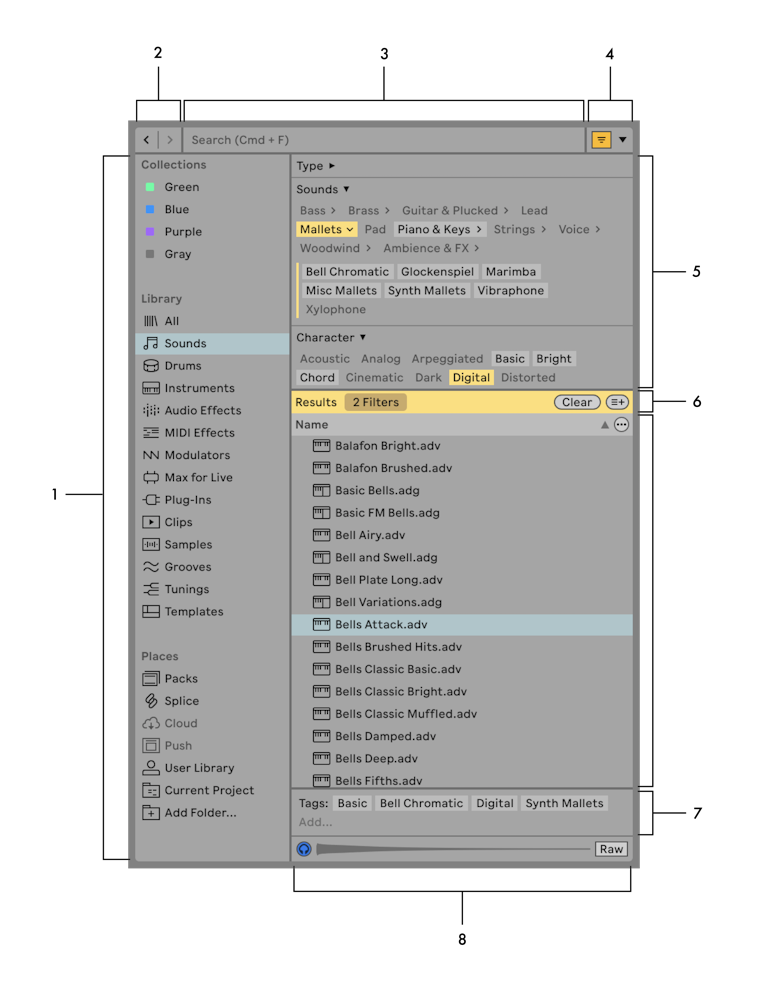 2
3
4
Search (Cmd + F)
Collections
Green
Blue
Purple
Gray
Library
All
Sounds
Drums
Instruments
Audio Effects
MIDI Effects
Modulators
Max for Live
Plug-Ins
Clips
Samples
Grooves
Tunings
Templates
Places
Packs
Splice
Cloud
Push
User Library
Current Project
Add Folder...
1
Type
Sounds
Bass > Brass > Guitar & Plucked > Lead
Mallets Pad Piano & Keys > Strings > Voice >
Woodwind > Ambience & FX >
Bell Chromatic Glockenspiel Marimba
Misc Mallets Synth Mallets Vibraphone
Xylophone
Character
Acoustic Analog Arpeggiated Basic Bright
Chord Cinematic Dark Digital Distorted
5
Results 2 Filters Clear
6
Name
Balafon Bright.adv
Balafon Brushed.adv
Basic Bells.adg
Basic FM Bells.adg
Bell Airy.adv
Bell and Swell.adg
Bell Plate Long.adv
Bell Variations.adg
Bells Attack.adv
Bells Brushed Hits.adv
Bells Classic Basic.adv
Bells Classic Bright.adv
Bells Classic Muffled.adv
Bells Damped.adv
Bells Deep.adv
Bells Fifths.adv
Tags: Basic Bell Chromatic Digital Synth Mallets
Add...
7
Raw
8